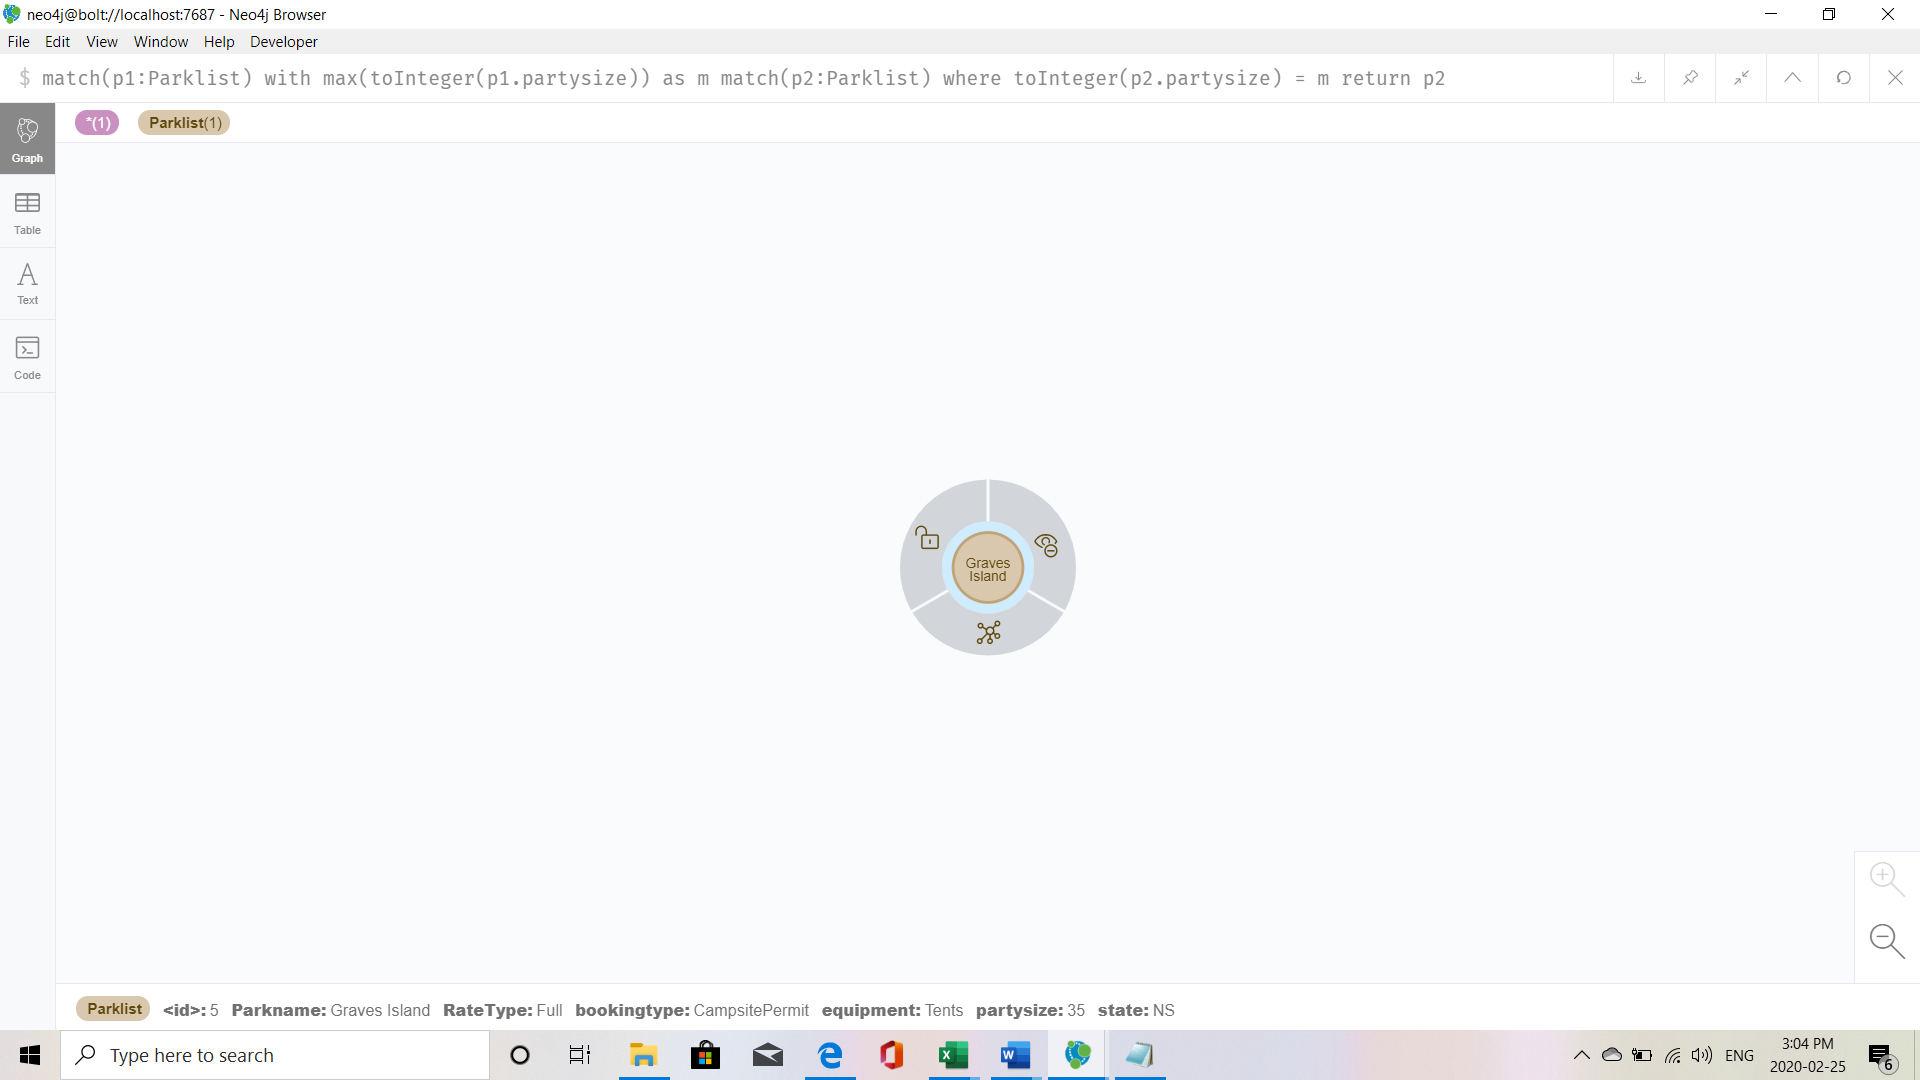 neo4j@bolt://localhost:7687 - Neo4j Browser
File Edit View Window Help Developer
$ match(p1:Parklist) with max(toInteger(p1.partysize)) as m match(p2:Parklist) where toInteger(p2.partysize) = m return p2
*(1) Parklist(1)
Graph
Table
Text
Code
Graves
Island
Parklist <id>: 5 Parkname: Graves Island RateType: Full bookingtype: CampsitePermit equipment: Tents partysize: 35 state: NS
Type here to search
ENG
3:04 PM
2020-02-25
6